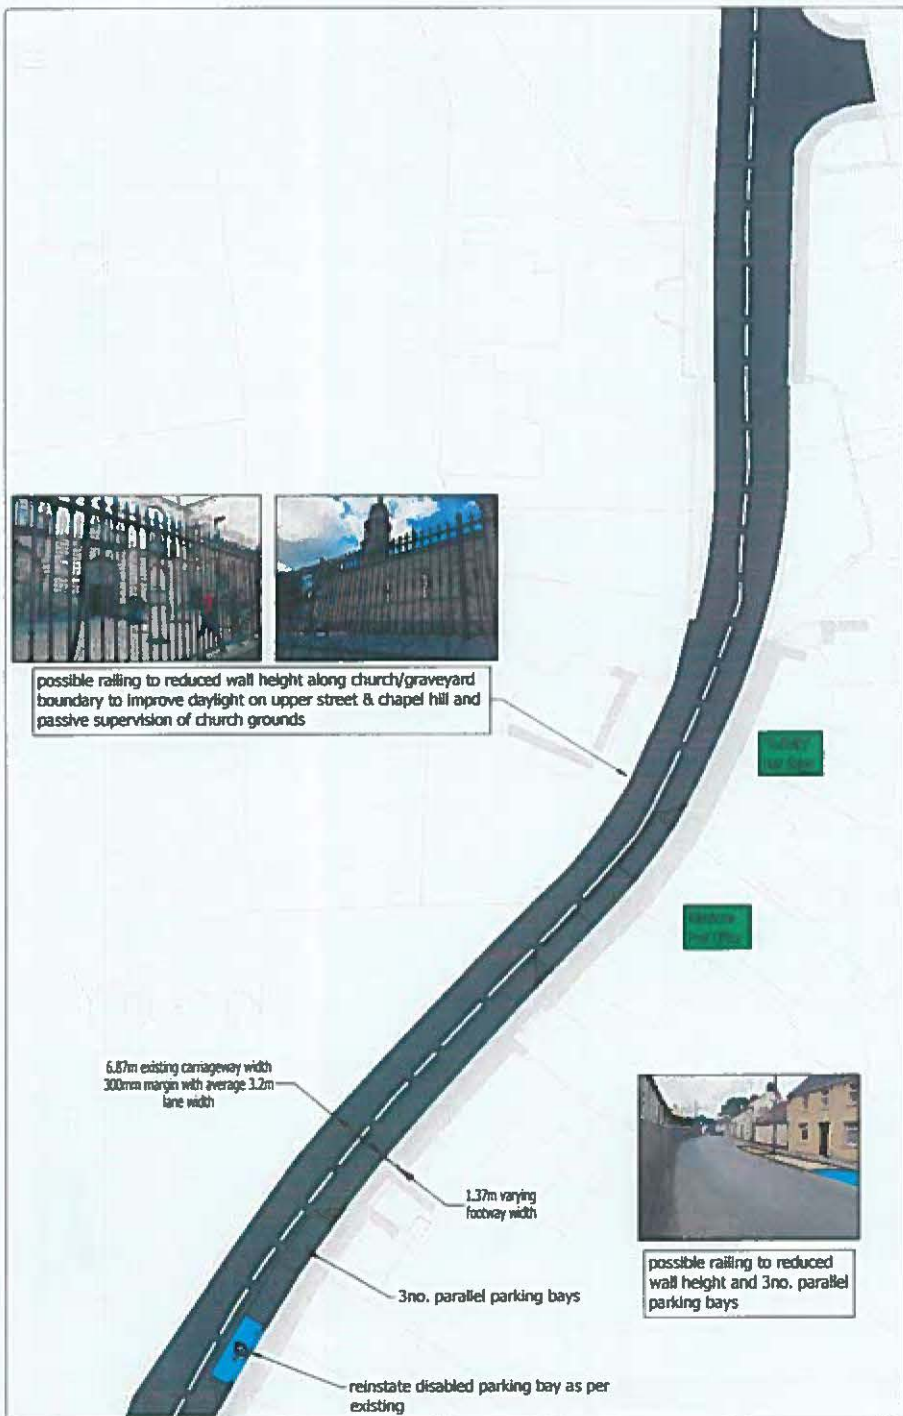 possible railing to reduced wall height along church/graveyard
boundary to improve daylight on upper street & chapel hill and
passive supervision of church grounds
Post Office
6.87m existing carriageway width
300mm margin with average 3.2m
lane width
1.37m varying
footway width
possible railing to reduced
wall height and 3no. parallel
parking bays
3no. parallel parking bays
reinstate disabled parking bay as per
existing